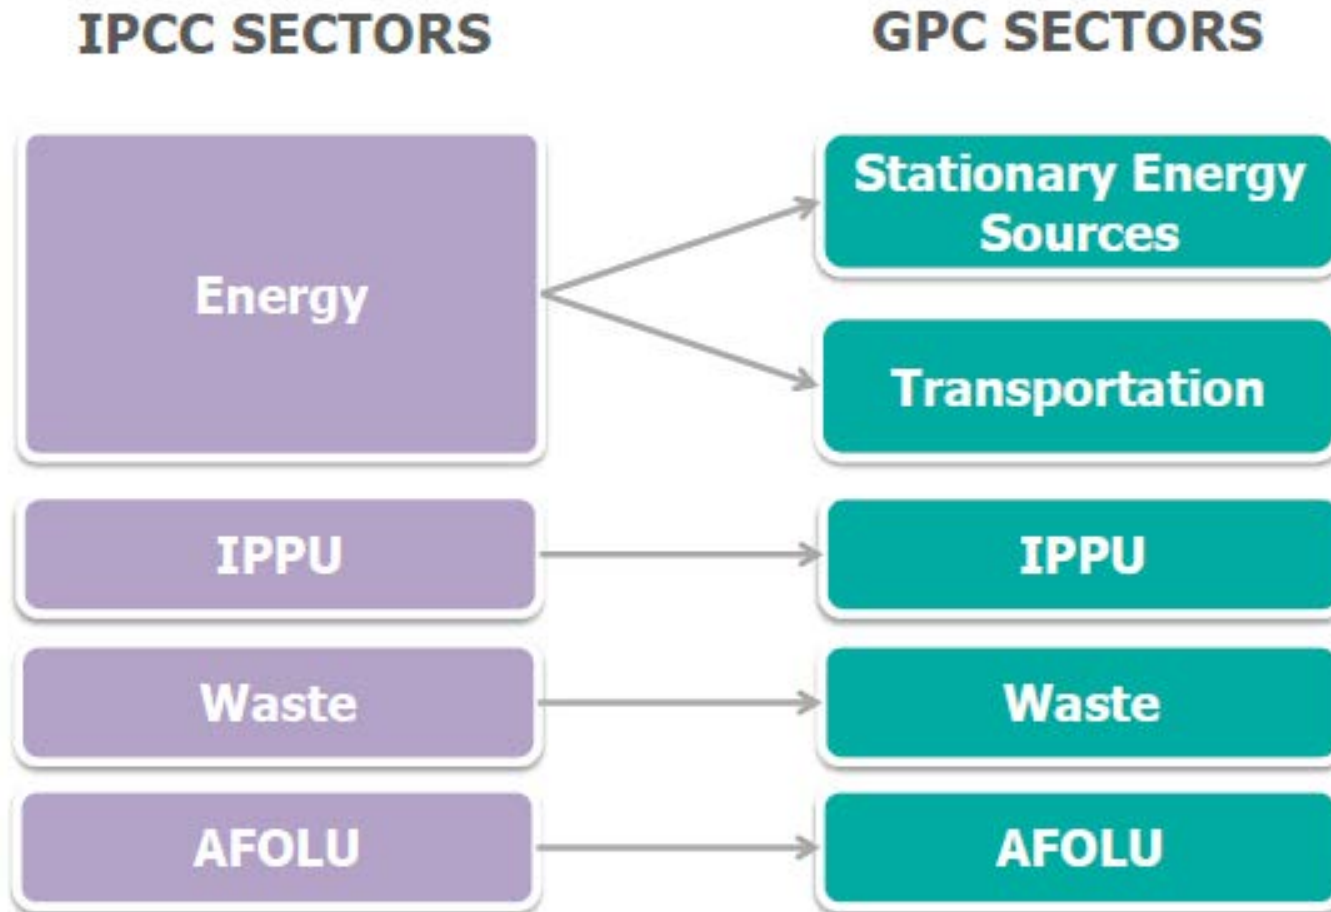 IPCC SECTORS
GPC SECTORS
Energy
Stationary Energy
Sources
Transportation
IPPU
IPPU
Waste
Waste
AFOLU
AFOLU